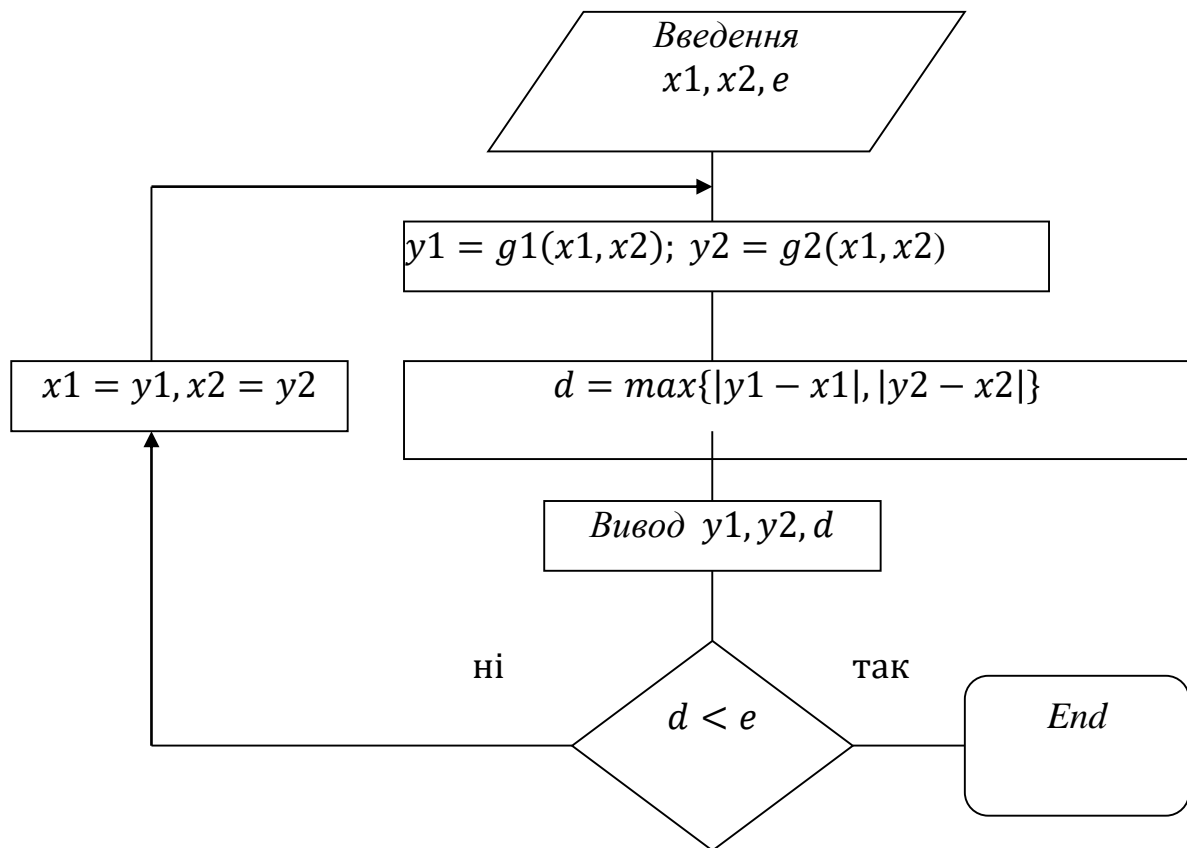 Введення
x1, x2, e
y1 = g1(x1, x2); y2 = g2(x1, x2)
x1 = y1, x2 = y2
d = max{|y1 − x1|, |y2 − x2|}
Вивод y1, y2, d
ні
так
d < e
End